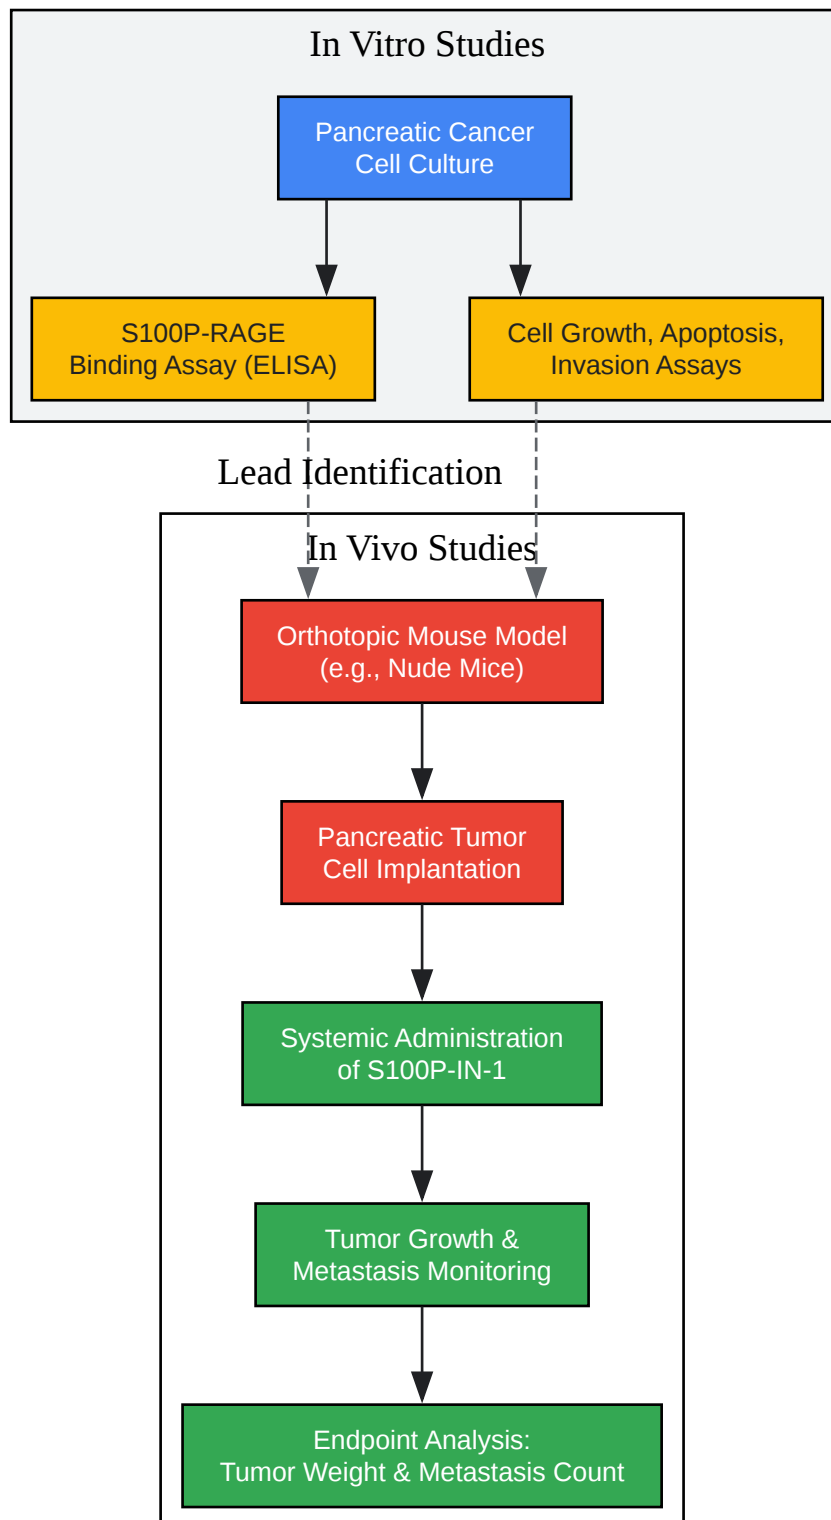 In Vitro Studies
Pancreatic Cancer
Cell Culture
S100P-RAGE
Binding Assay (ELISA)
Cell Growth, Apoptosis,
Invasion Assays
Lead Identification
In Vivo Studies
Orthotopic Mouse Model
(e.g., Nude Mice)
Pancreatic Tumor
Cell Implantation
Systemic Administration
of S100P-IN-1
Tumor Growth &
Metastasis Monitoring
Endpoint Analysis:
Tumor Weight & Metastasis Count